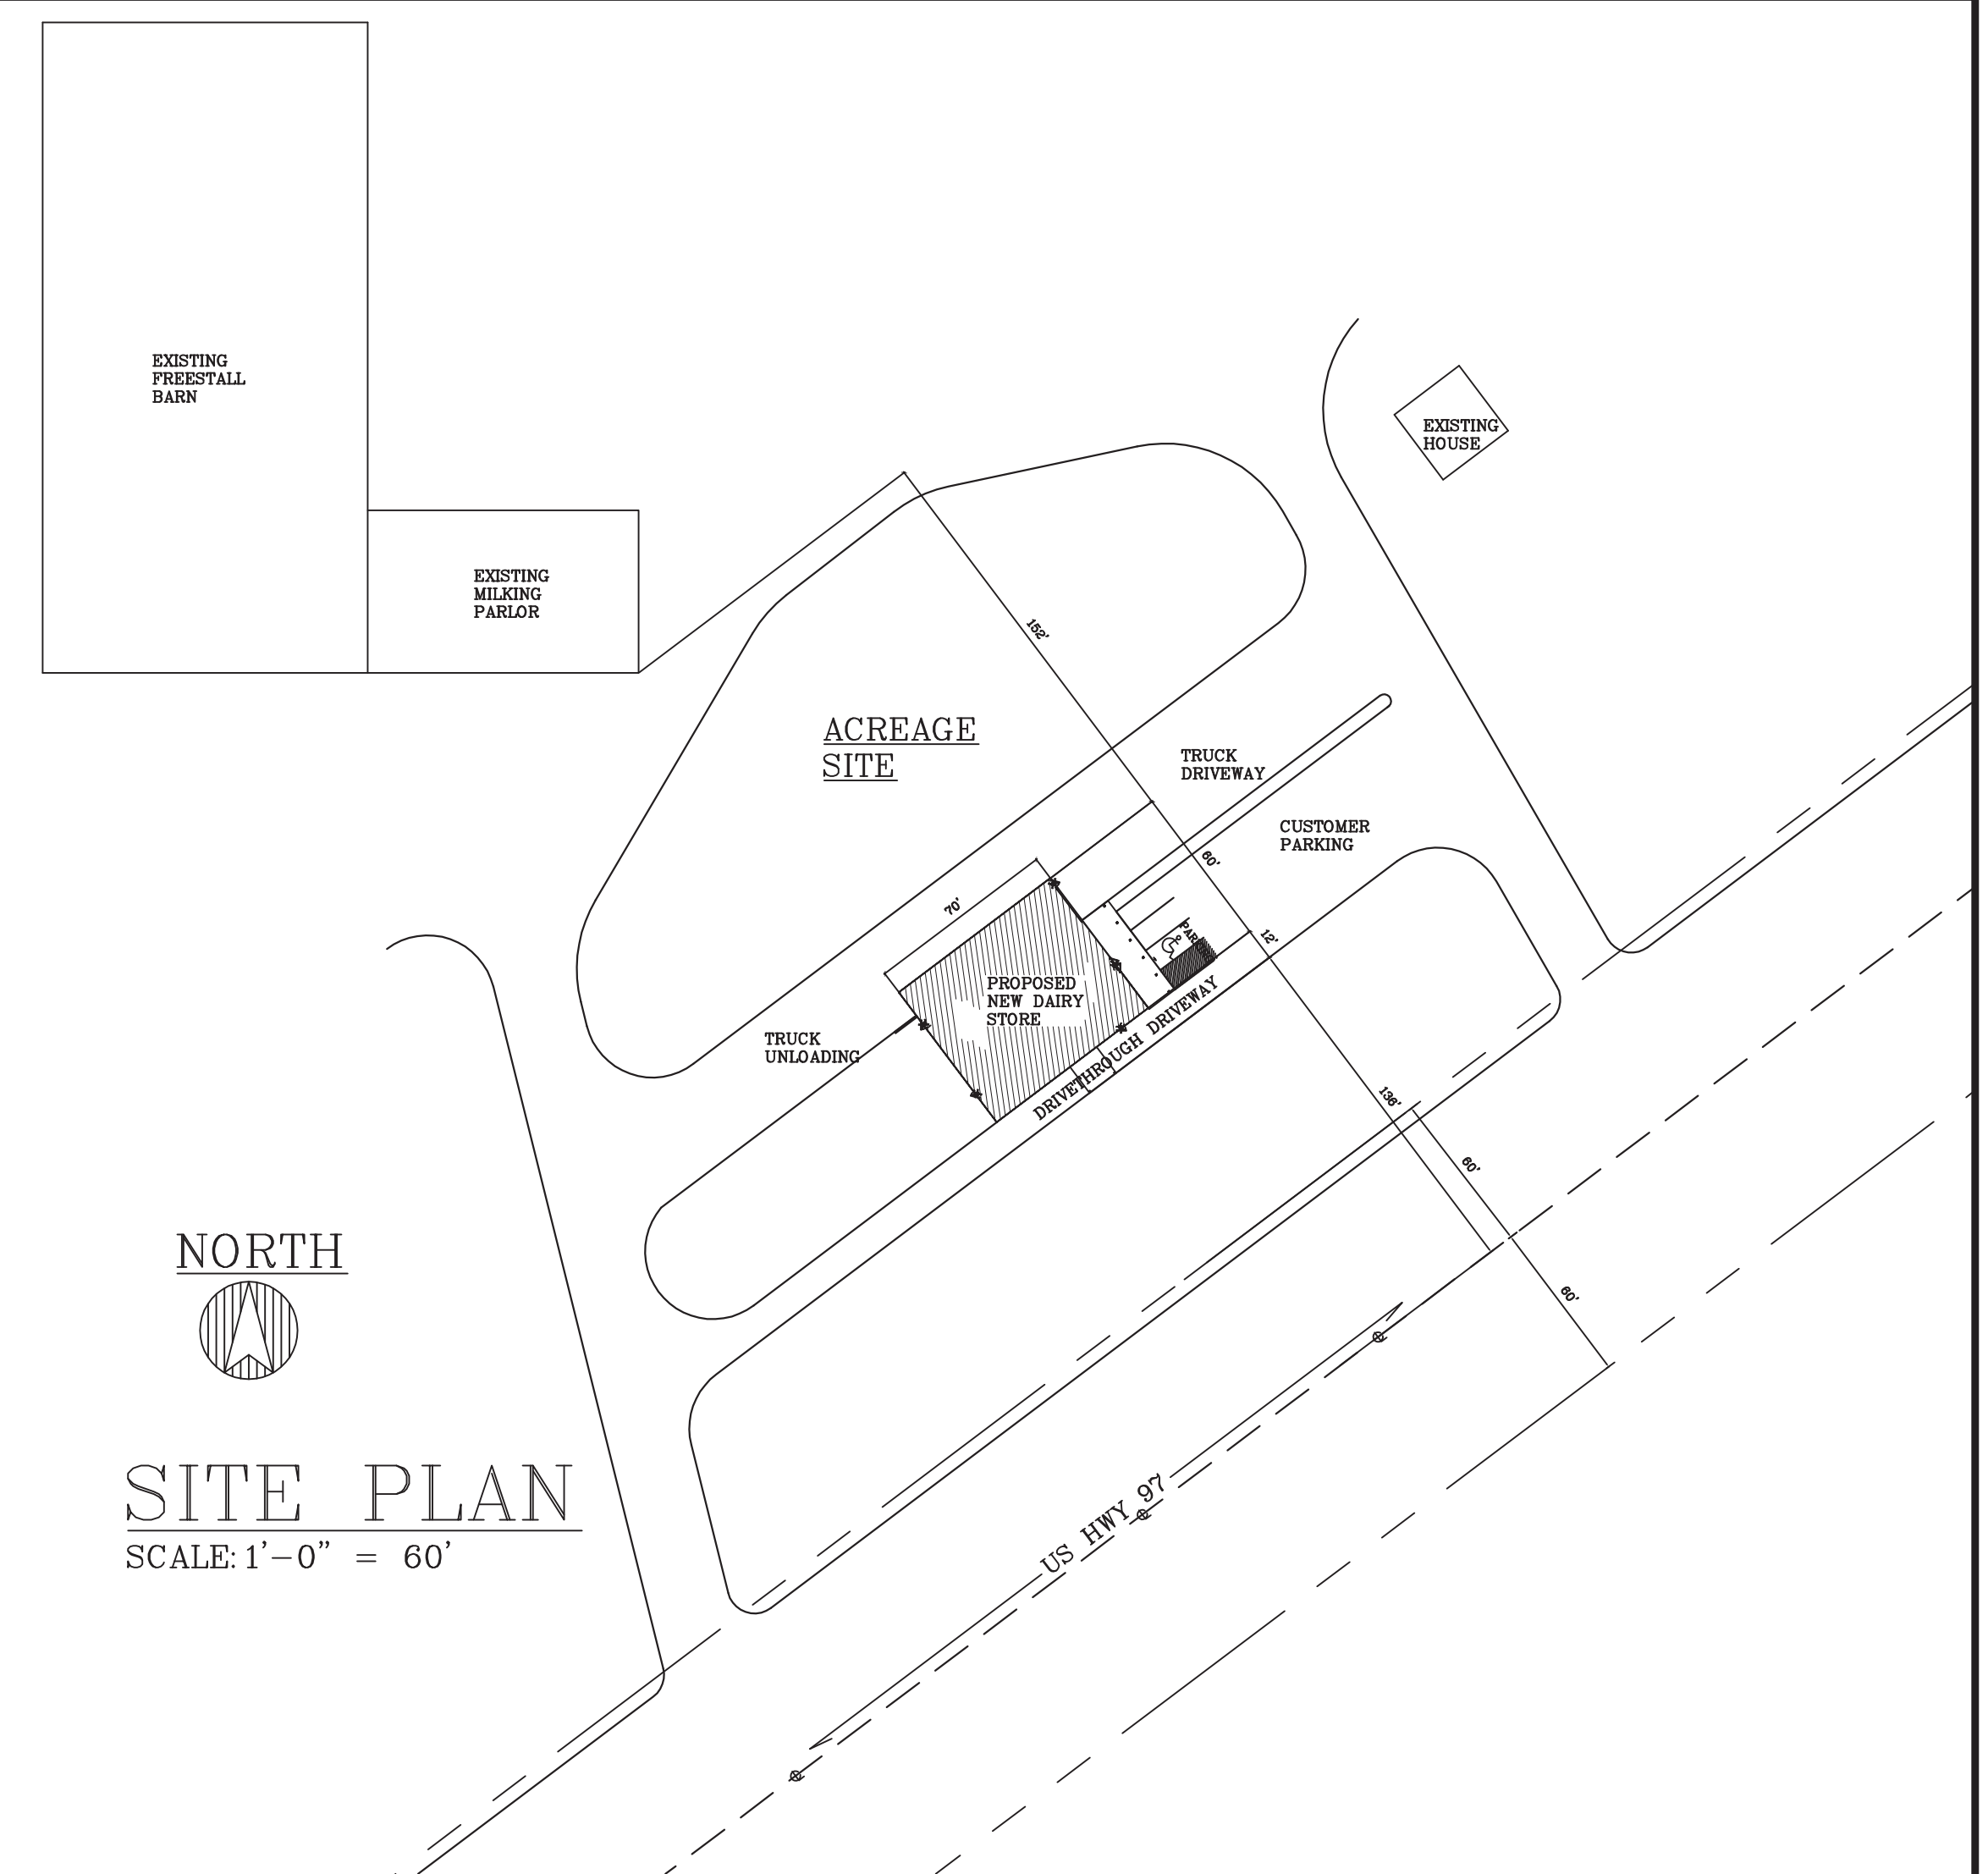 EXISTING
FREESTALL
BARN
EXISTING
HOUSE
EXISTING
MILKING
PARLOR
152'
ACREAGE
SITE
TRUCK
DRIVEWAY
CUSTOMER
PARKING
60'
70'
12'
PARKING
PROPOSED
NEW DAIRY
STORE
TRUCK
UNLOADING
DRIVETHROUGH DRIVEWAY
136'
60'
60'
NORTH
US HWY 97
SITE PLAN
SCALE: 1'-0" = 60'